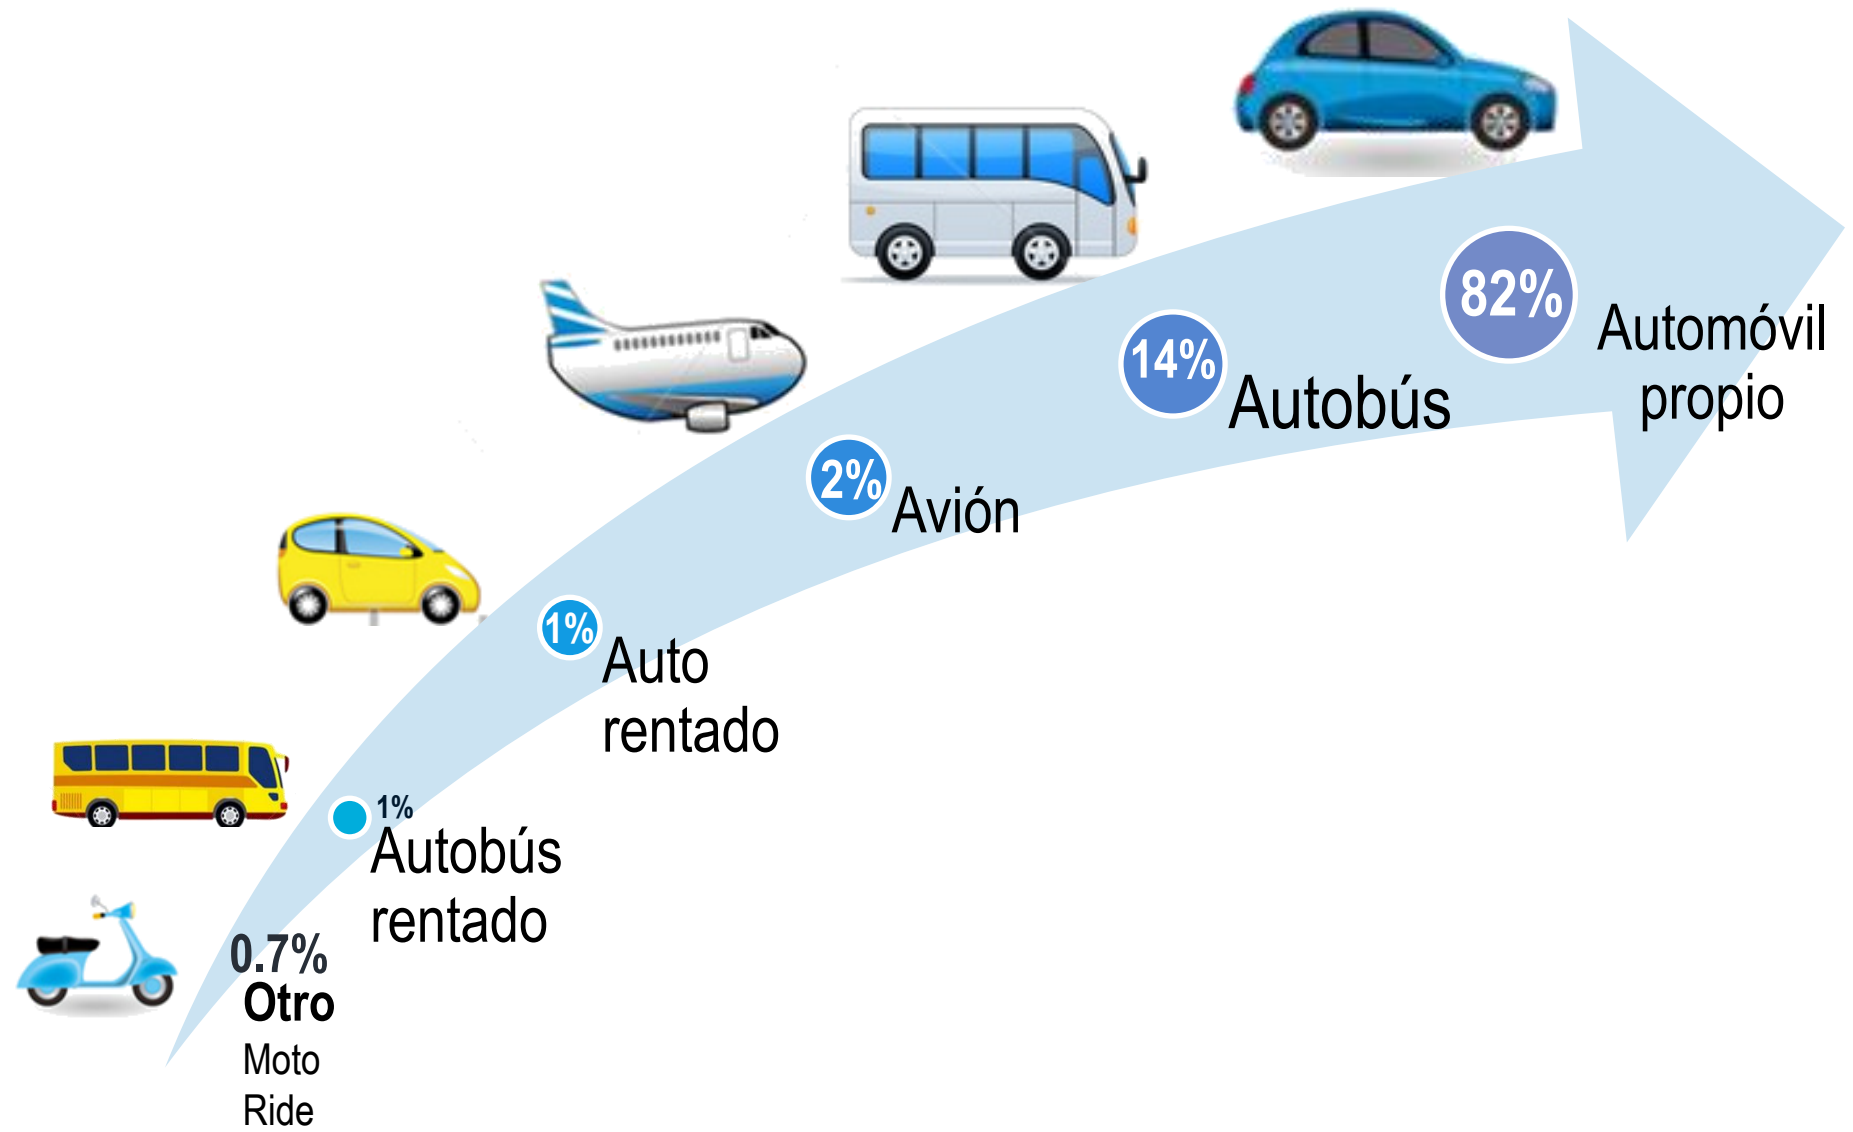 82%
Automóvil
propio
14%
Autobús
2%
Avión
1%
Auto
rentado
1%
Autobús
rentado
0.7%
Otro
Moto
Ride